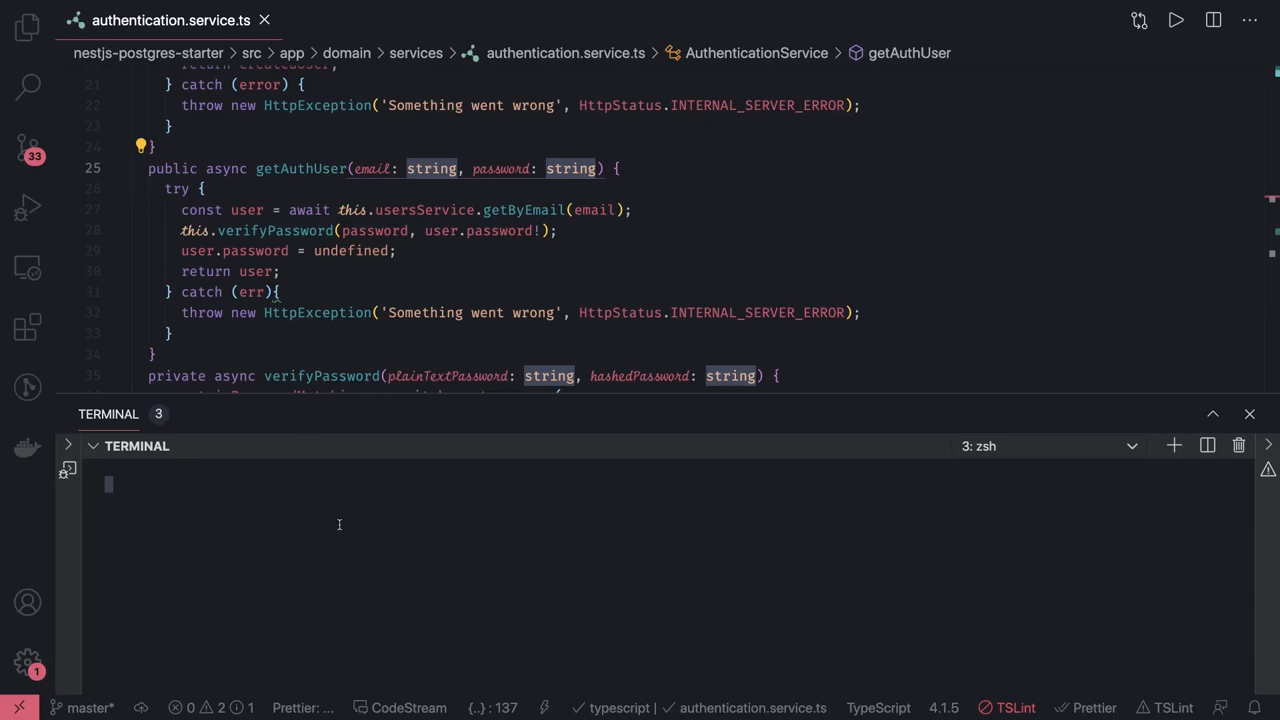 authentication.service.ts
nestjs-postgres-starter > src > app > domain > services > authentication.service.ts > AuthenticationService > getAuthUser
21 } catch (error) {
22 throw new HttpException('Something went wrong', HttpStatus.INTERNAL_SERVER_ERROR);
23 }
24 }
25 public async getAuthUser(email: string, password: string) {
26 try {
27 const user = await this.usersService.getByEmail(email);
28 this.verifyPassword(password, user.password!);
29 user.password = undefined;
30 return user;
31 } catch (err){
32 throw new HttpException('Something went wrong', HttpStatus.INTERNAL_SERVER_ERROR);
33 }
34 }
35 private async verifyPassword(plainTextPassword: string, hashedPassword: string) {
33
TERMINAL 3
TERMINAL 3: zsh
1
master* 0 2 1 Prettier: ... CodeStream {..} : 137 typescript | authentication.service.ts TypeScript 4.1.5 TSLint Prettier TSLint